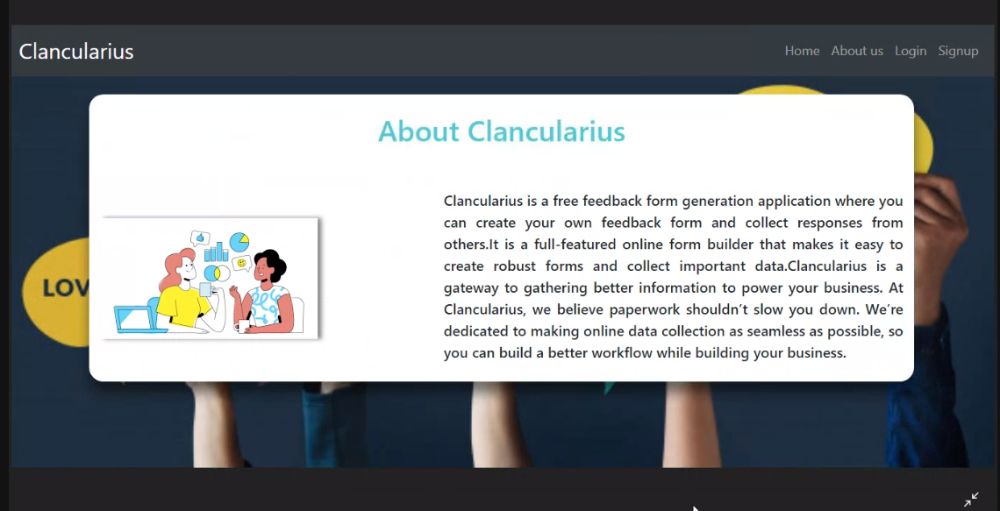 Clancularius
Home About us Login Signup
About Clancularius
Clancularius is a free feedback form generation application where you
can create your own feedback form and collect responses from
others.It is a full-featured online form builder that makes it easy to
create robust forms and collect important data.Clancularius is a
gateway to gathering better information to power your business. At
Clancularius, we believe paperwork shouldn’t slow you down. We’re
dedicated to making online data collection as seamless as possible, so
you can build a better workflow while building your business.
LOV